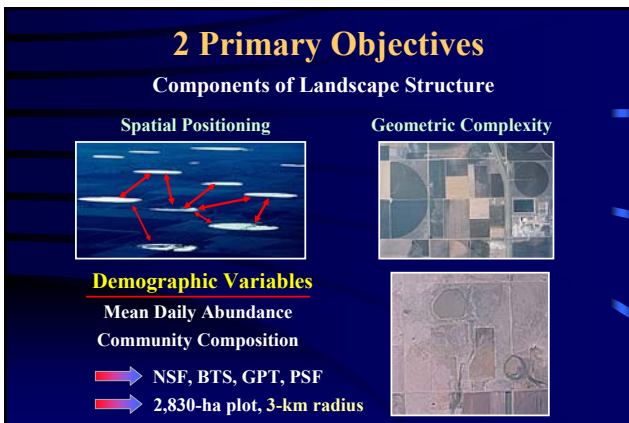 2 Primary Objectives
Components of Landscape Structure
Spatial Positioning
Geometric Complexity
Demographic Variables
Mean Daily Abundance
Community Composition
NSF, BTS, GPT, PSF
2,830-ha plot, 3-km radius